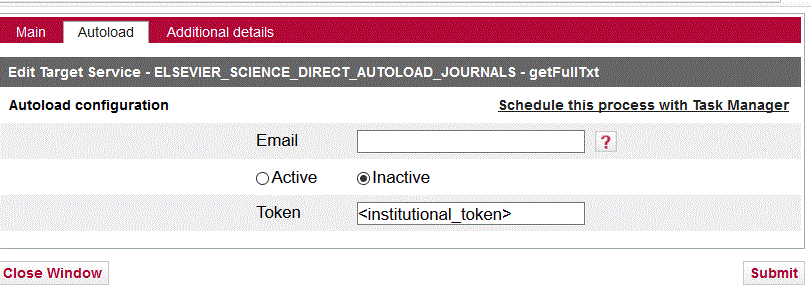 Main Autoload Additional details
Edit Target Service - ELSEVIER_SCIENCE_DIRECT_AUTOLOAD_JOURNALS - getFullTxt
Autoload configuration Schedule this process with Task Manager
Email ?
Active Inactive
Token <institutional_token>
Close Window Submit